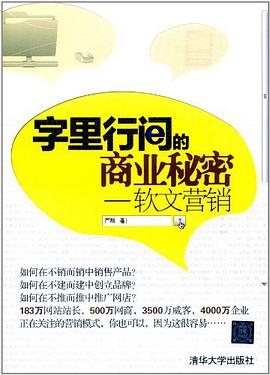 字里行间的
商业秘密
—软文营销
严刚 著
如何在不销而销中销售产品？
如何在不建而建中创立品牌？
如何在不推而推中推广网店？
183万网站站长，500万网商，3500万威客，4000万企业
正在关注的营销模式，你也可以，因为这很容易……
清华大学出版社